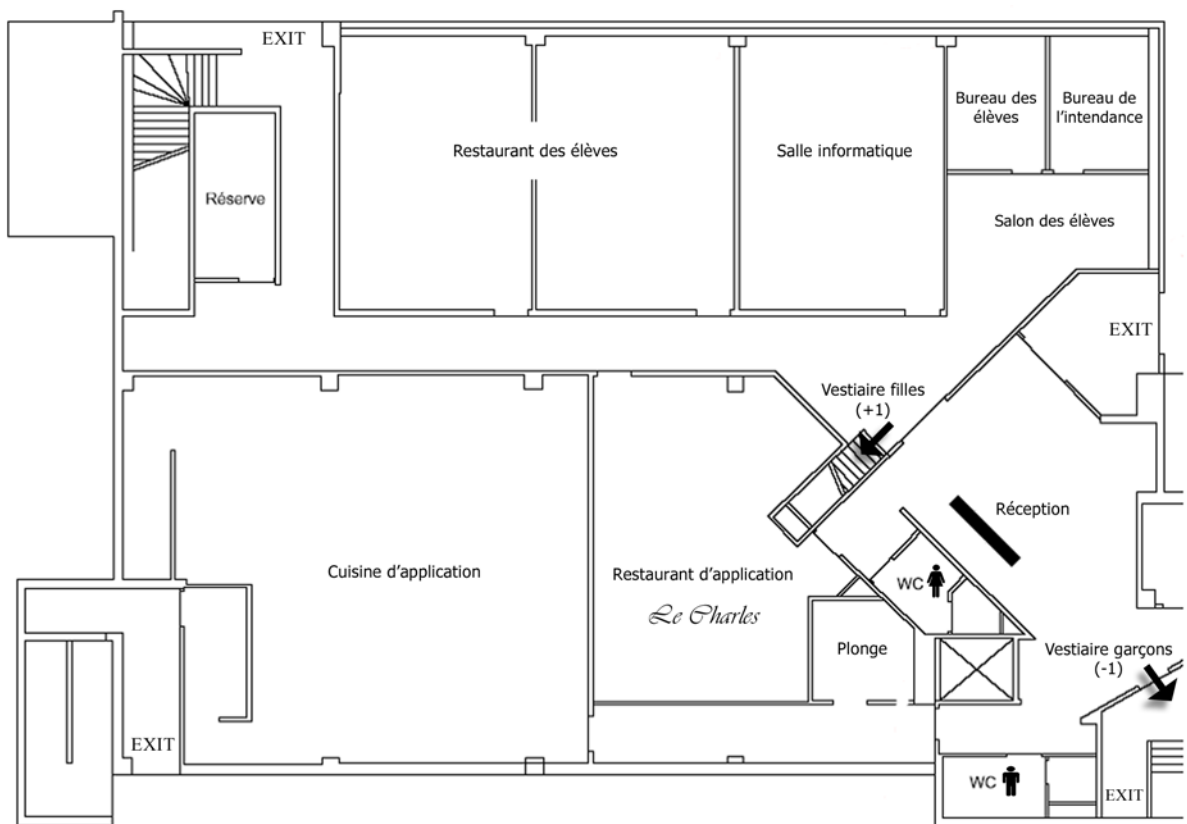 EXIT
Bureau des
élèves
Bureau de
l'intendance
Restaurant des élèves
Salle informatique
Réserve
Salon des élèves
EXIT
Vestiaire filles
(+1)
Réception
Cuisine d'application
Restaurant d'application
Le Charles
WC
Plonge
Vestiaire garçons
(-1)
EXIT
WC
EXIT